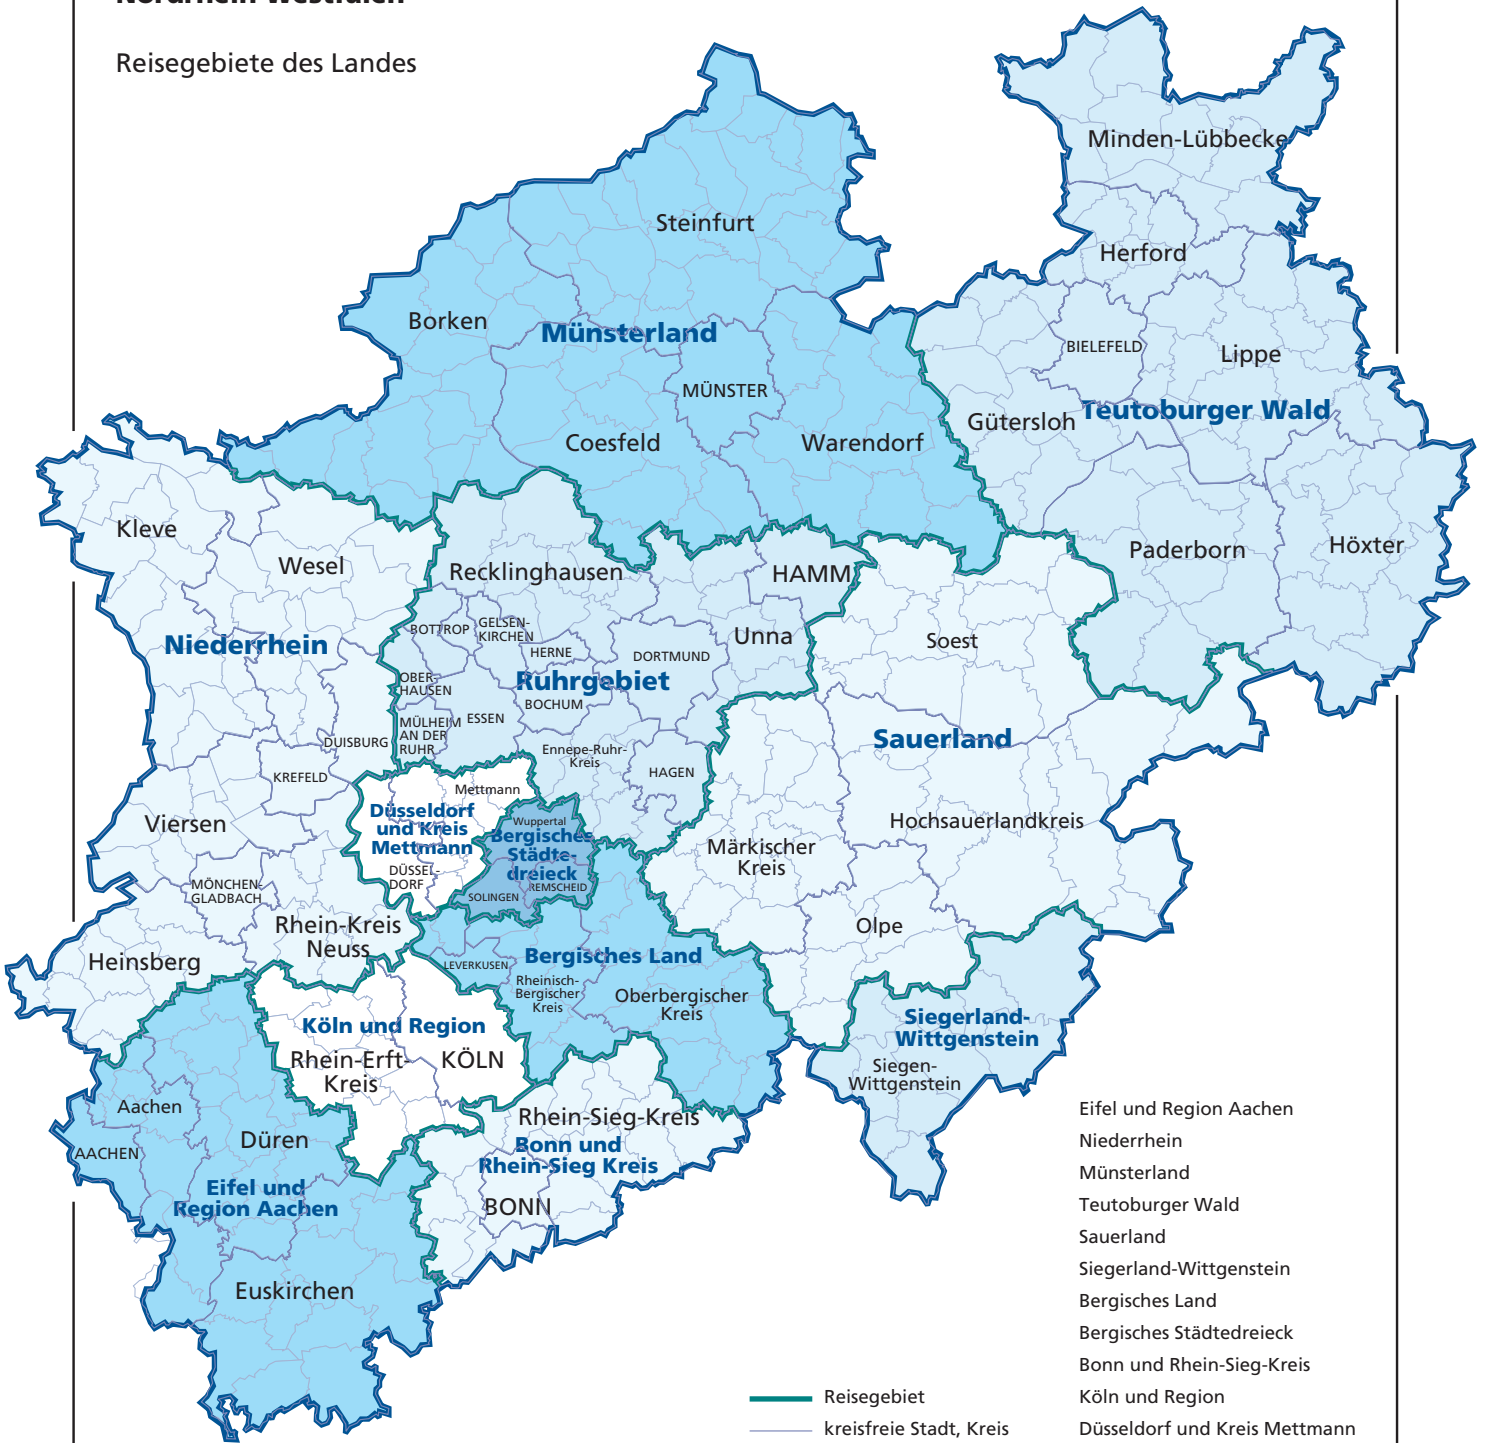 Nordrhein-Westfalen
Reisegebiete des Landes
Minden-Lübbecke
Steinfurt
Herford
Borken
Münsterland
BIELEFELD
Lippe
MÜNSTER
Teutoburger Wald
Gütersloh
Coesfeld
Warendorf
Kleve
Wesel
Paderborn
Höxter
Recklinghausen
HAMM
BOTTROP
GELSEN-
KIRCHEN
Unna
Soest
Niederrhein
HERNE
DORTMUND
OBER-
HAUSEN
Ruhrgebiet
BOCHUM
MÜLHEIM
AN DER
RUHR
ESSEN
DUISBURG
Ennepe-Ruhr-
Kreis
Sauerland
KREFELD
HAGEN
Mettmann
Düsseldorf
und Kreis
Mettmann
Viersen
Wuppertal
Bergisches
Städte-
dreieck
Hochsauerlandkreis
Märkischer
Kreis
DÜSSEL-
DORF
MÖNCHEN-
GLADBACH
SOLINGEN
REMSCHEID
Rhein-Kreis
Neuss
Olpe
Heinsberg
LEVERKUSEN
Bergisches Land
Rheinisch-
Bergischer
Kreis
Oberbergischer
Kreis
Köln und Region
Siegerland-
Wittgenstein
Rhein-Erft-
Kreis
KÖLN
Siegen-
Wittgenstein
Aachen
Rhein-Sieg-Kreis
Düren
AACHEN
Bonn und
Rhein-Sieg Kreis
Eifel und
Region Aachen
BONN
Euskirchen
Eifel und Region Aachen
Niederrhein
Münsterland
Teutoburger Wald
Sauerland
Siegerland-Wittgenstein
Bergisches Land
Bergisches Städtedreieck
Bonn und Rhein-Sieg-Kreis
Reisegebiet
Köln und Region
kreisfreie Stadt, Kreis
Düsseldorf und Kreis Mettmann